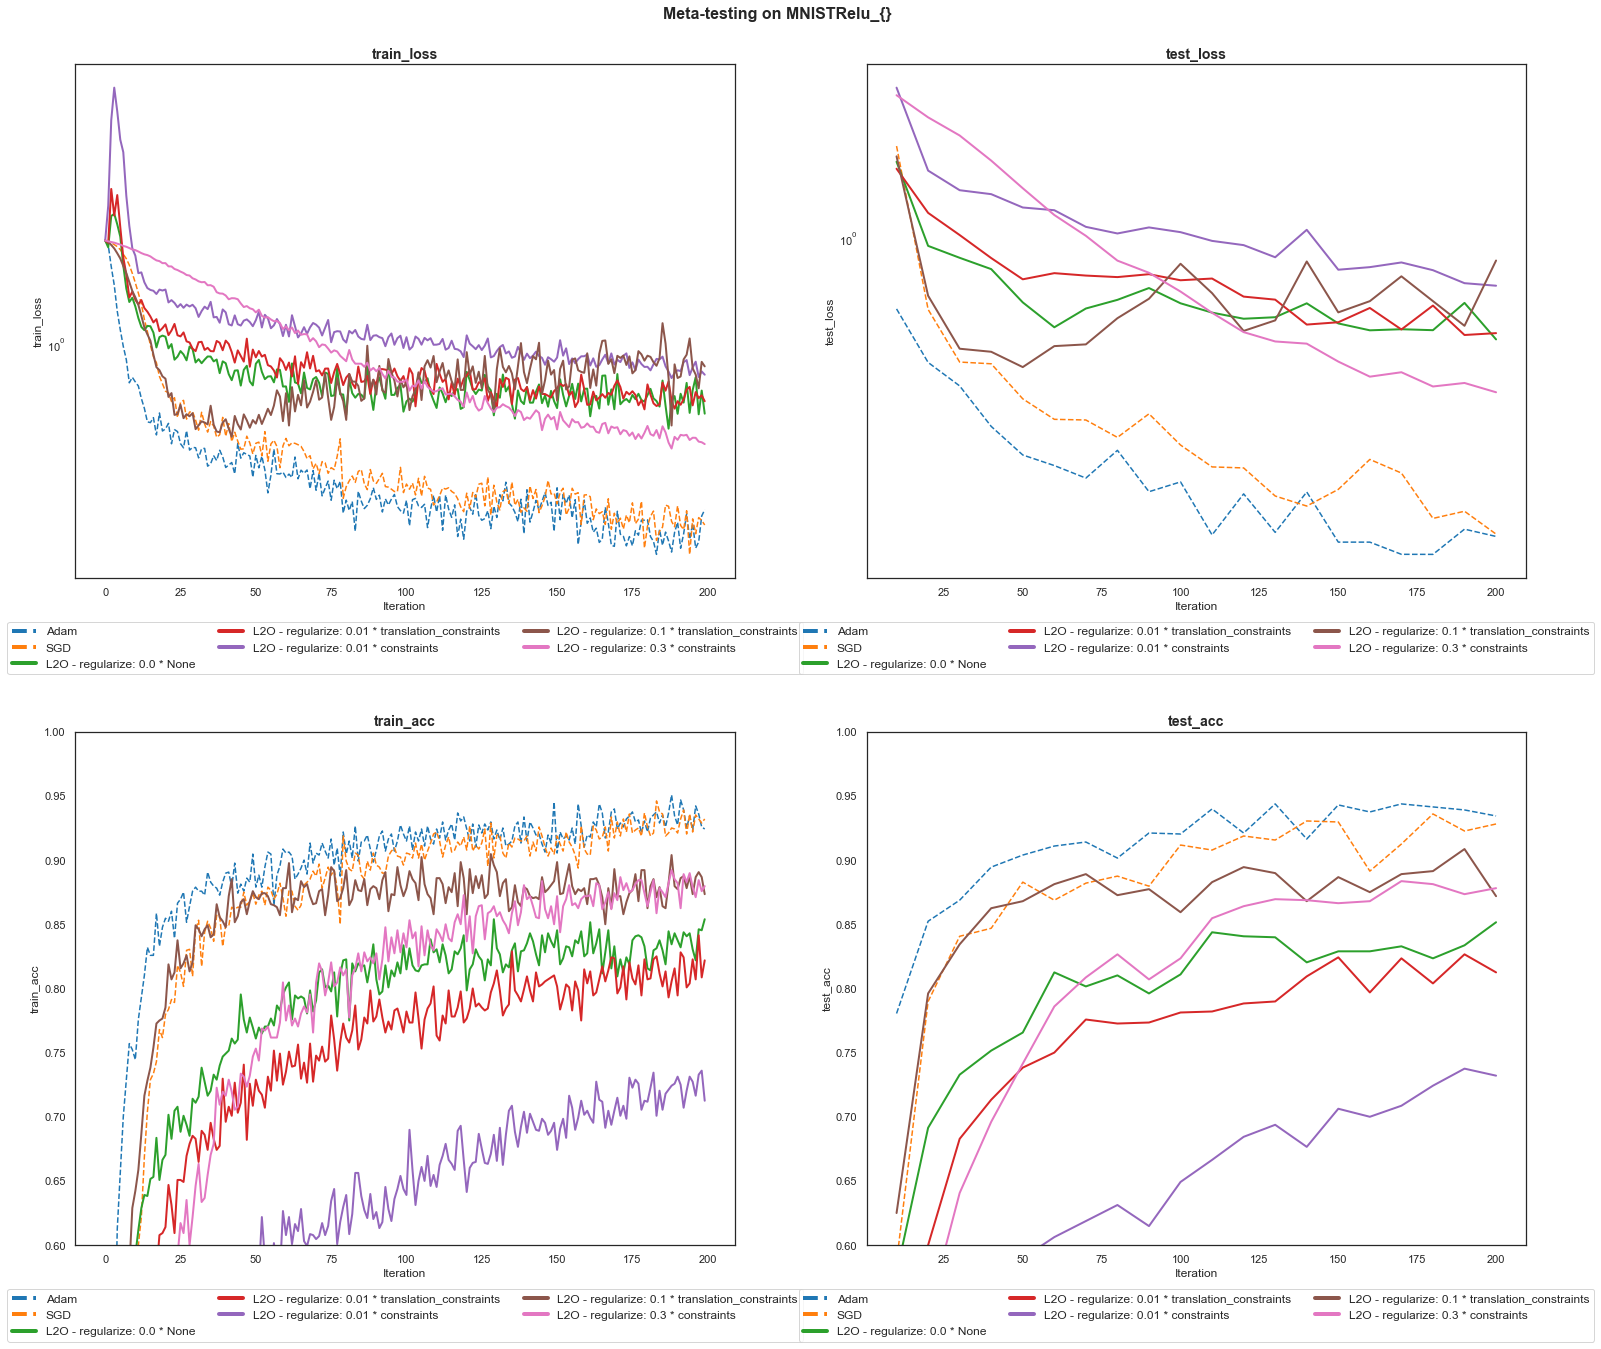 Meta-testing on MNISTRelu_{}
train_loss
train_loss
10^0
0 25 50 75 100 125 150 175 200
Iteration
Adam
SGD
L2O - regularize: 0.0 * None
L2O - regularize: 0.01 * translation_constraints
L2O - regularize: 0.01 * constraints
L2O - regularize: 0.1 * translation_constraints
L2O - regularize: 0.3 * constraints
test_loss
test_loss
10^0
25 50 75 100 125 150 175 200
Iteration
Adam
SGD
L2O - regularize: 0.0 * None
L2O - regularize: 0.01 * translation_constraints
L2O - regularize: 0.01 * constraints
L2O - regularize: 0.1 * translation_constraints
L2O - regularize: 0.3 * constraints
train_acc
train_acc
1.00
0.95
0.90
0.85
0.80
0.75
0.70
0.65
0.60
0 25 50 75 100 125 150 175 200
Iteration
Adam
SGD
L2O - regularize: 0.0 * None
L2O - regularize: 0.01 * translation_constraints
L2O - regularize: 0.01 * constraints
L2O - regularize: 0.1 * translation_constraints
L2O - regularize: 0.3 * constraints
test_acc
test_acc
1.00
0.95
0.90
0.85
0.80
0.75
0.70
0.65
0.60
25 50 75 100 125 150 175 200
Iteration
Adam
SGD
L2O - regularize: 0.0 * None
L2O - regularize: 0.01 * translation_constraints
L2O - regularize: 0.01 * constraints
L2O - regularize: 0.1 * translation_constraints
L2O - regularize: 0.3 * constraints